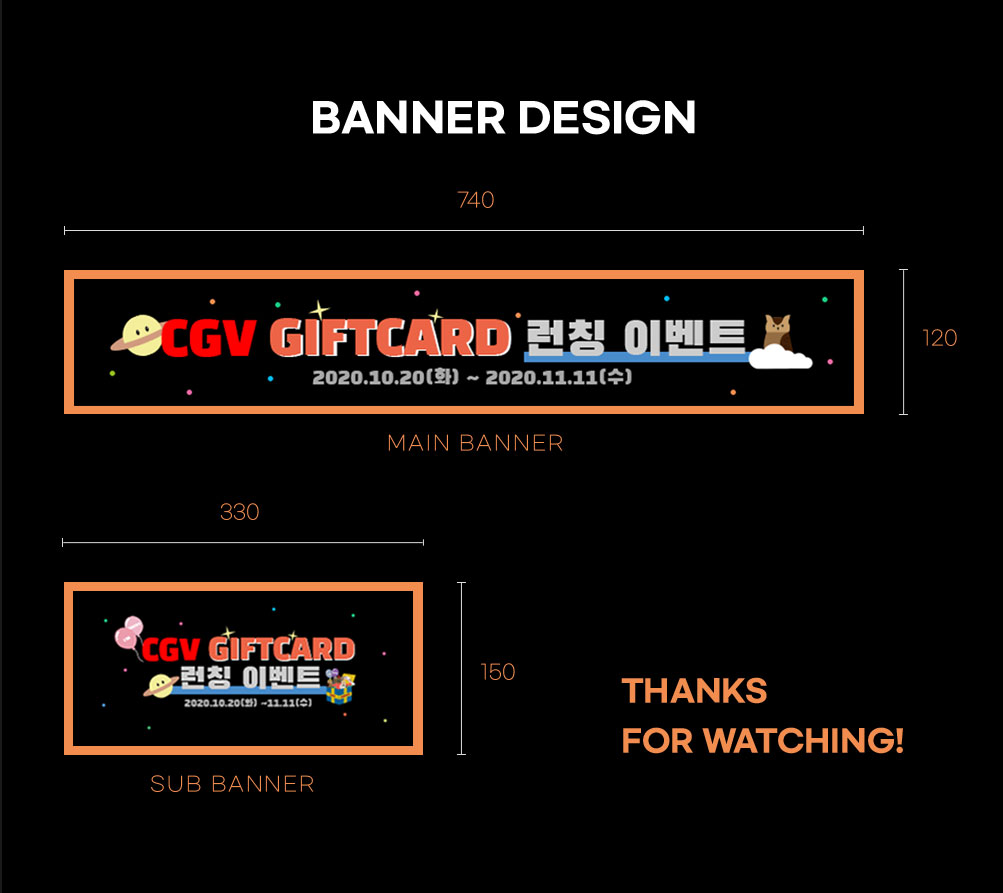 BANNER DESIGN
740
CGV GIFTCARD 런칭 이벤트
2020.10.20(화) ~ 2020.11.11(수)
120
MAIN BANNER
330
CGV GIFTCARD
런칭 이벤트
2020.10.20(화) ~11.11(수)
150
SUB BANNER
THANKS
FOR WATCHING!